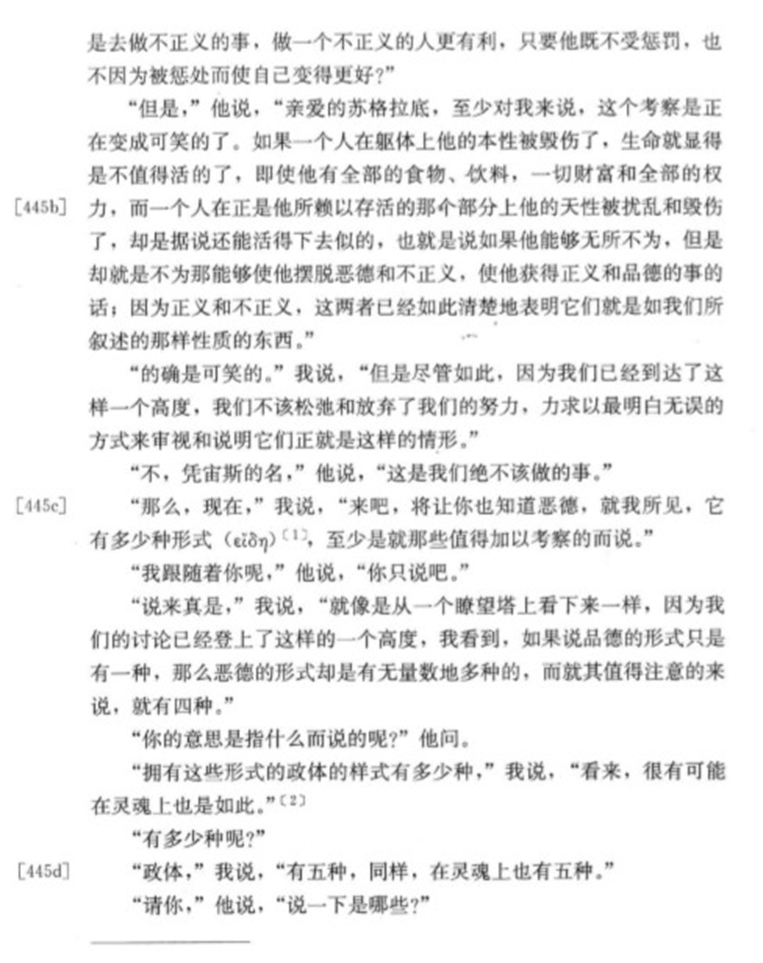 是去做不正义的事，做一个不正义的人更有利，只要他既不受惩罚，也
不因为被惩处而使自己变得更好？”
“但是，”他说，“亲爱的苏格拉底，至少对我来说，这个考察是正
在变成可笑的了。如果一个人在躯体上他的本性被毁伤了，生命就显得
是不值得活的了，即使他有全部的食物、饮料，一切财富和全部的权
[445b] 力，而一个人在正是他所赖以存活的那个部分上他的天性被扰乱和毁伤
了，却是据说还能活得下去似的，也就是说如果他能够无所不为，但是
却就是不为那能够使他摆脱恶德和不正义，使他获得正义和品德的事的
话；因为正义和不正义，这两者已经如此清楚地表明它们就是如我们所
叙述的那样性质的东西。”
“的确是可笑的。”我说，“但是尽管如此，因为我们已经到达了这
样一个高度，我们不该松弛和放弃了我们的努力，力求以最明白无误的
方式来审视和说明它们正就是这样的情形。”
“不，凭宙斯的名，”他说，“这是我们绝不该做的事。”
[445c] “那么，现在，”我说，“来吧，将让你也知道恶德，就我所见，它
有多少种形式（εἴδη）〔1〕，至少是就那些值得加以考察的而说。”
“我跟随着你呢，”他说，“你只说吧。”
“说来真是，”我说，“就像是从一个瞭望塔上看下来一样，因为我
们的讨论已经登上了这样的一个高度，我看到，如果说品德的形式只是
有一种，那么恶德的形式却是有无量数地多种的，而就其值得注意的来
说，就有四种。”
“你的意思是指什么而说的呢？”他问。
“拥有这些形式的政体的样式有多少种，”我说，“看来，很有可能
在灵魂上也是如此。”〔2〕
“有多少种呢？”
[445d] “政体，”我说，“有五种，同样，在灵魂上也有五种。”
“请你，”他说，“说一下是哪些？”